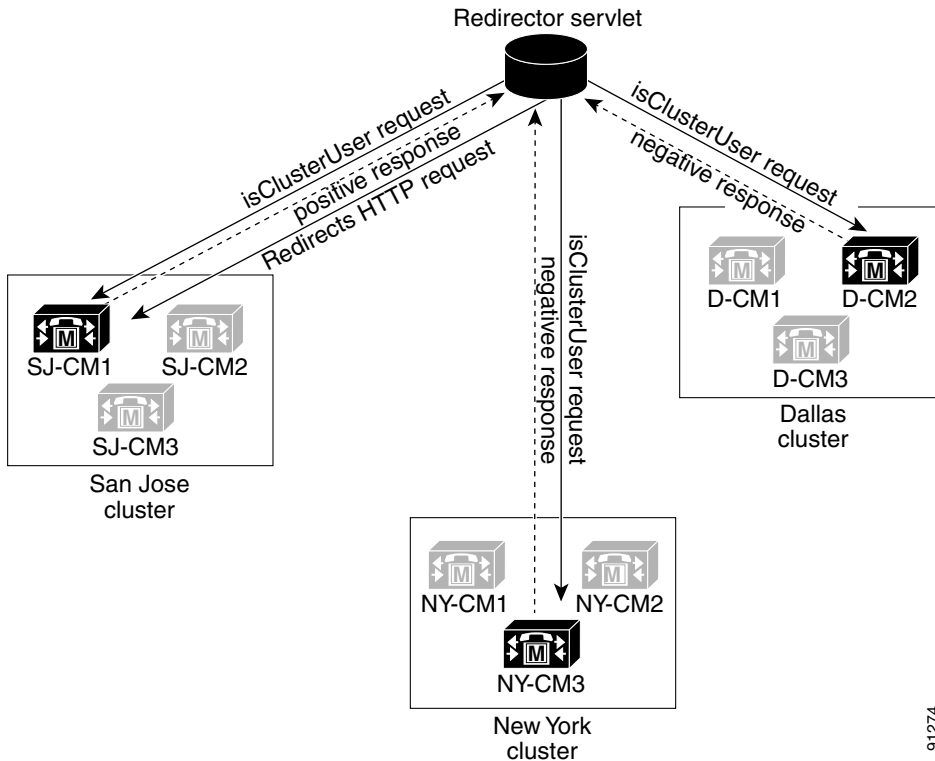 Redirector servlet
isClusterUser request
positive response
Redirects HTTP request
isClusterUser request
negativee response
isClusterUser request
negative response
M
SJ-CM1
M
SJ-CM2
M
SJ-CM3
San Jose
cluster
M
D-CM1
M
D-CM2
M
D-CM3
Dallas
cluster
M
NY-CM1
M
NY-CM2
M
NY-CM3
New York
cluster
91274